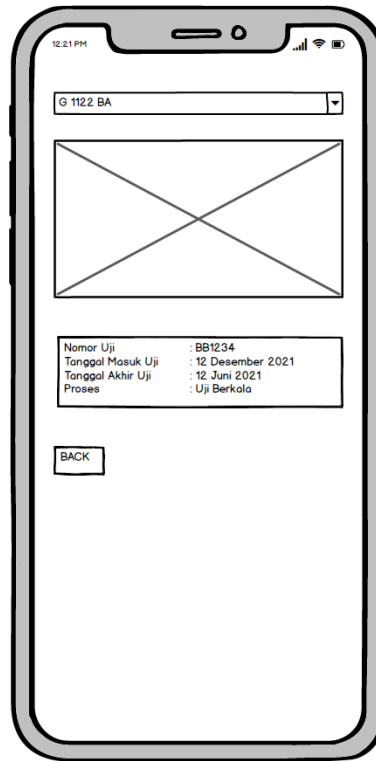 12:21 PM
G 1122 BA
Nomor Uji : BB1234
Tanggal Masuk Uji : 12 Desember 2021
Tanggal Akhir Uji : 12 Juni 2021
Proses : Uji Berkala
BACK